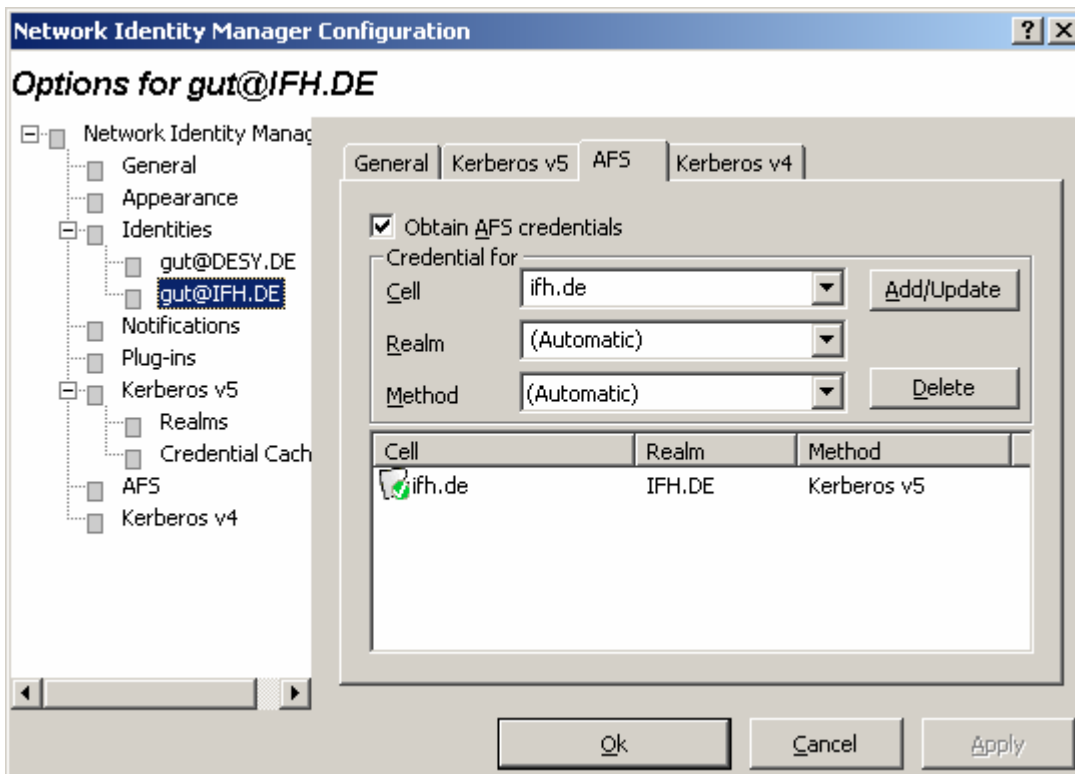 Network Identity Manager Configuration
Options for gut@IFH.DE
Network Identity Manag
General
Appearance
Identities
gut@DESY.DE
gut@IFH.DE
Notifications
Plug-ins
Kerberos v5
Realms
Credential Cach
AFS
Kerberos v4
General Kerberos v5 AFS Kerberos v4
Obtain AFS credentials
Credential for
Cell ifh.de Add/Update
Realm (Automatic)
Method (Automatic) Delete
Cell Realm Method
ifh.de IFH.DE Kerberos v5
Ok Cancel Apply